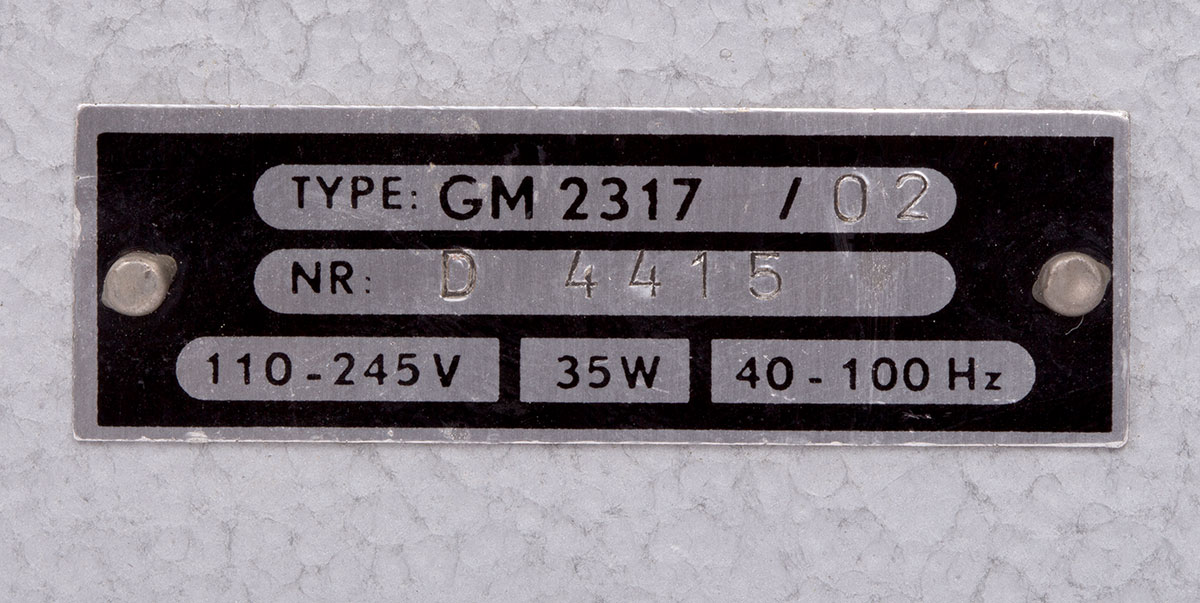 TYPE: GM 2317 / 02
NR: D 4415
110-245V 35W 40-100 Hz